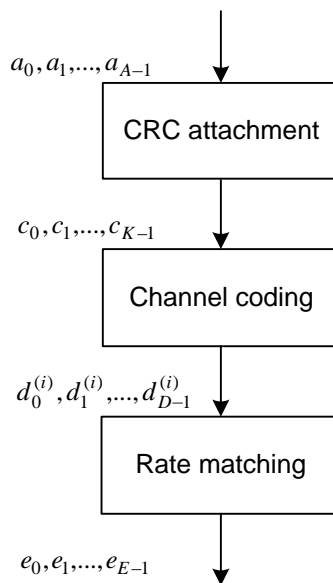 a_0, a_1,..., a_{A−1}
CRC attachment
c_0, c_1,..., c_{K−1}
Channel coding
d_0^{(i)}, d_1^{(i)},..., d_{D−1}^{(i)}
Rate matching
e_0, e_1,..., e_{E−1}